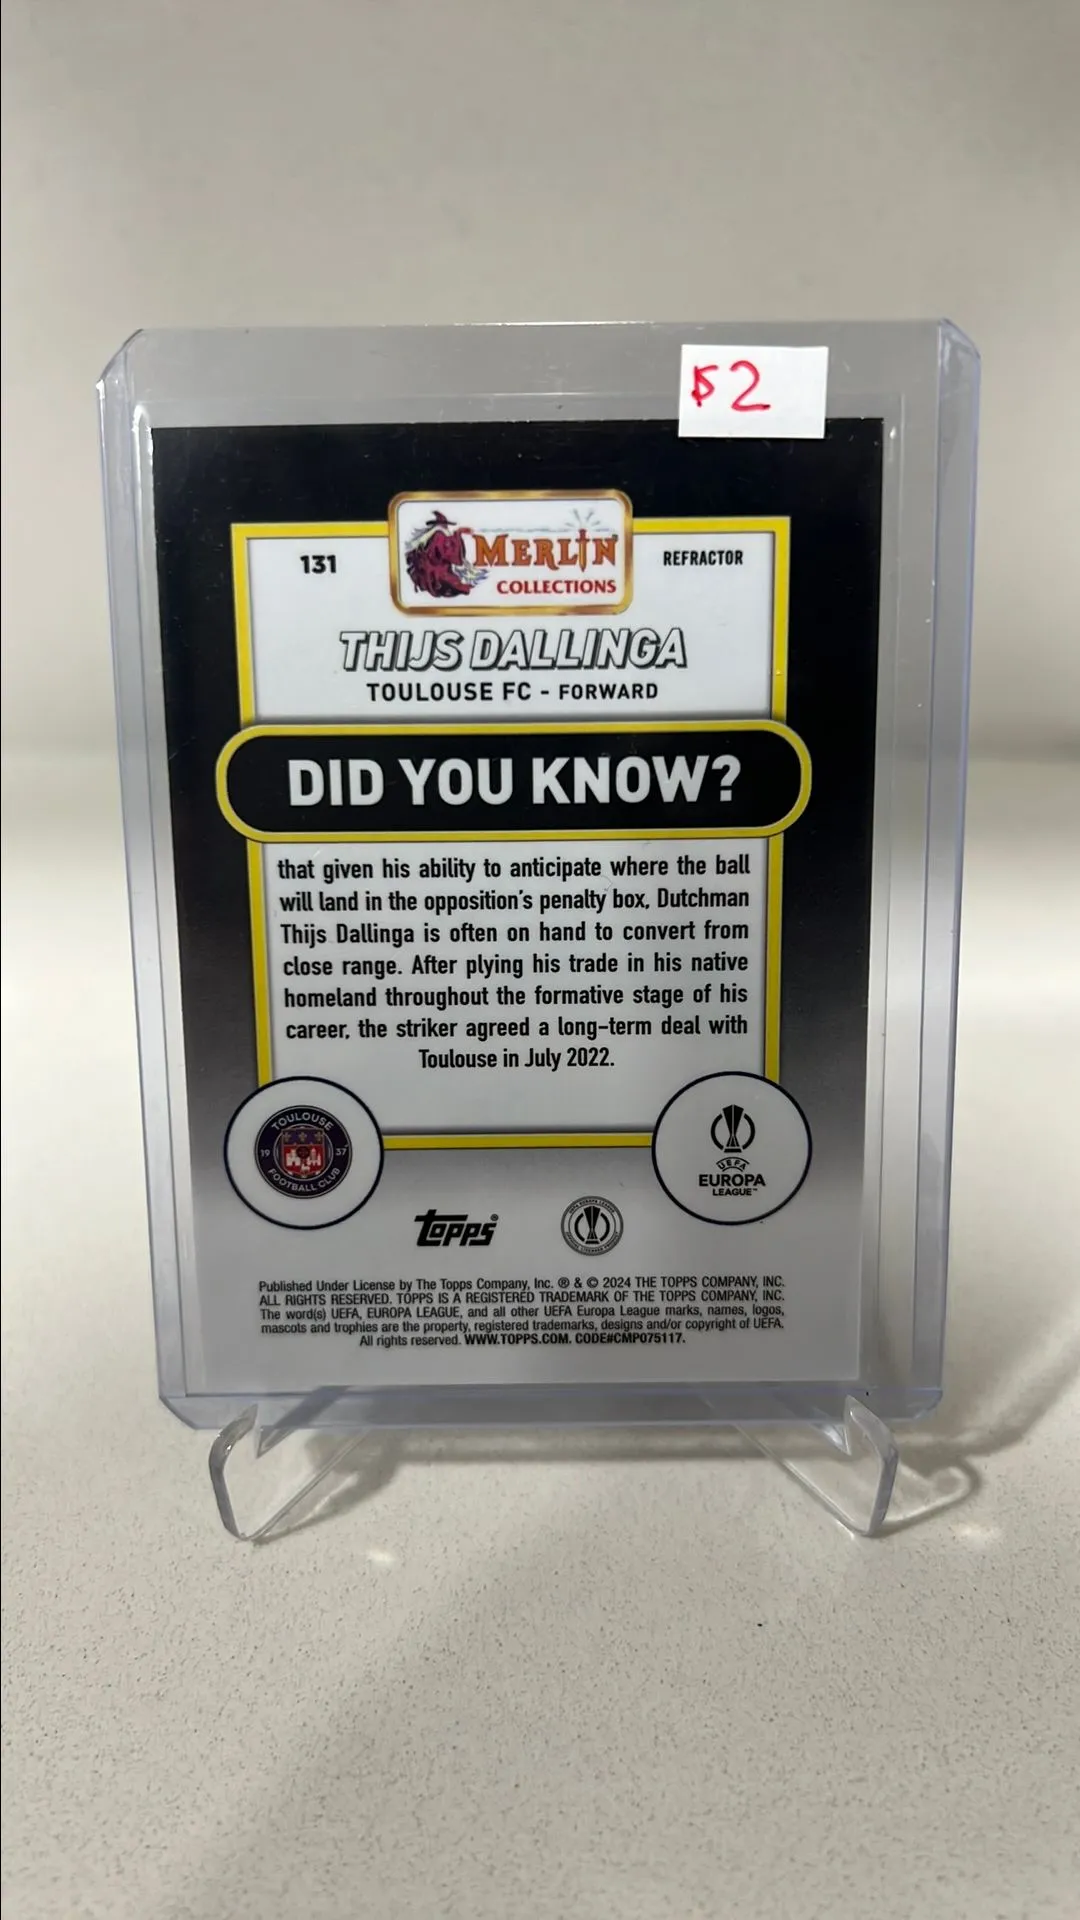 $2
131
MERLIN
COLLECTIONS
REFRACTOR
THIJS DALLINGA
TOULOUSE FC - FORWARD
DID YOU KNOW?
that given his ability to anticipate where the ball
will land in the opposition's penalty box, Dutchman
Thijs Dallinga is often on hand to convert from
close range. After plying his trade in his native
homeland throughout the formative stage of his
career, the striker agreed a long-term deal with
Toulouse in July 2022.
TOULOUSE
19 37
FOOTBALL CLUB
UEFA
EUROPA
LEAGUE™
Topps®
Published Under License by The Topps Company, Inc. ® & © 2024 THE TOPPS COMPANY, INC.
ALL RIGHTS RESERVED. TOPPS IS A REGISTERED TRADEMARK OF THE TOPPS COMPANY, INC.
The word(s) UEFA, EUROPA LEAGUE, and all other UEFA Europa League marks, names, logos,
mascots and trophies are the property, registered trademarks, designs and/or copyright of UEFA.
All rights reserved. WWW.TOPPS.COM. CODE#CMP075117.